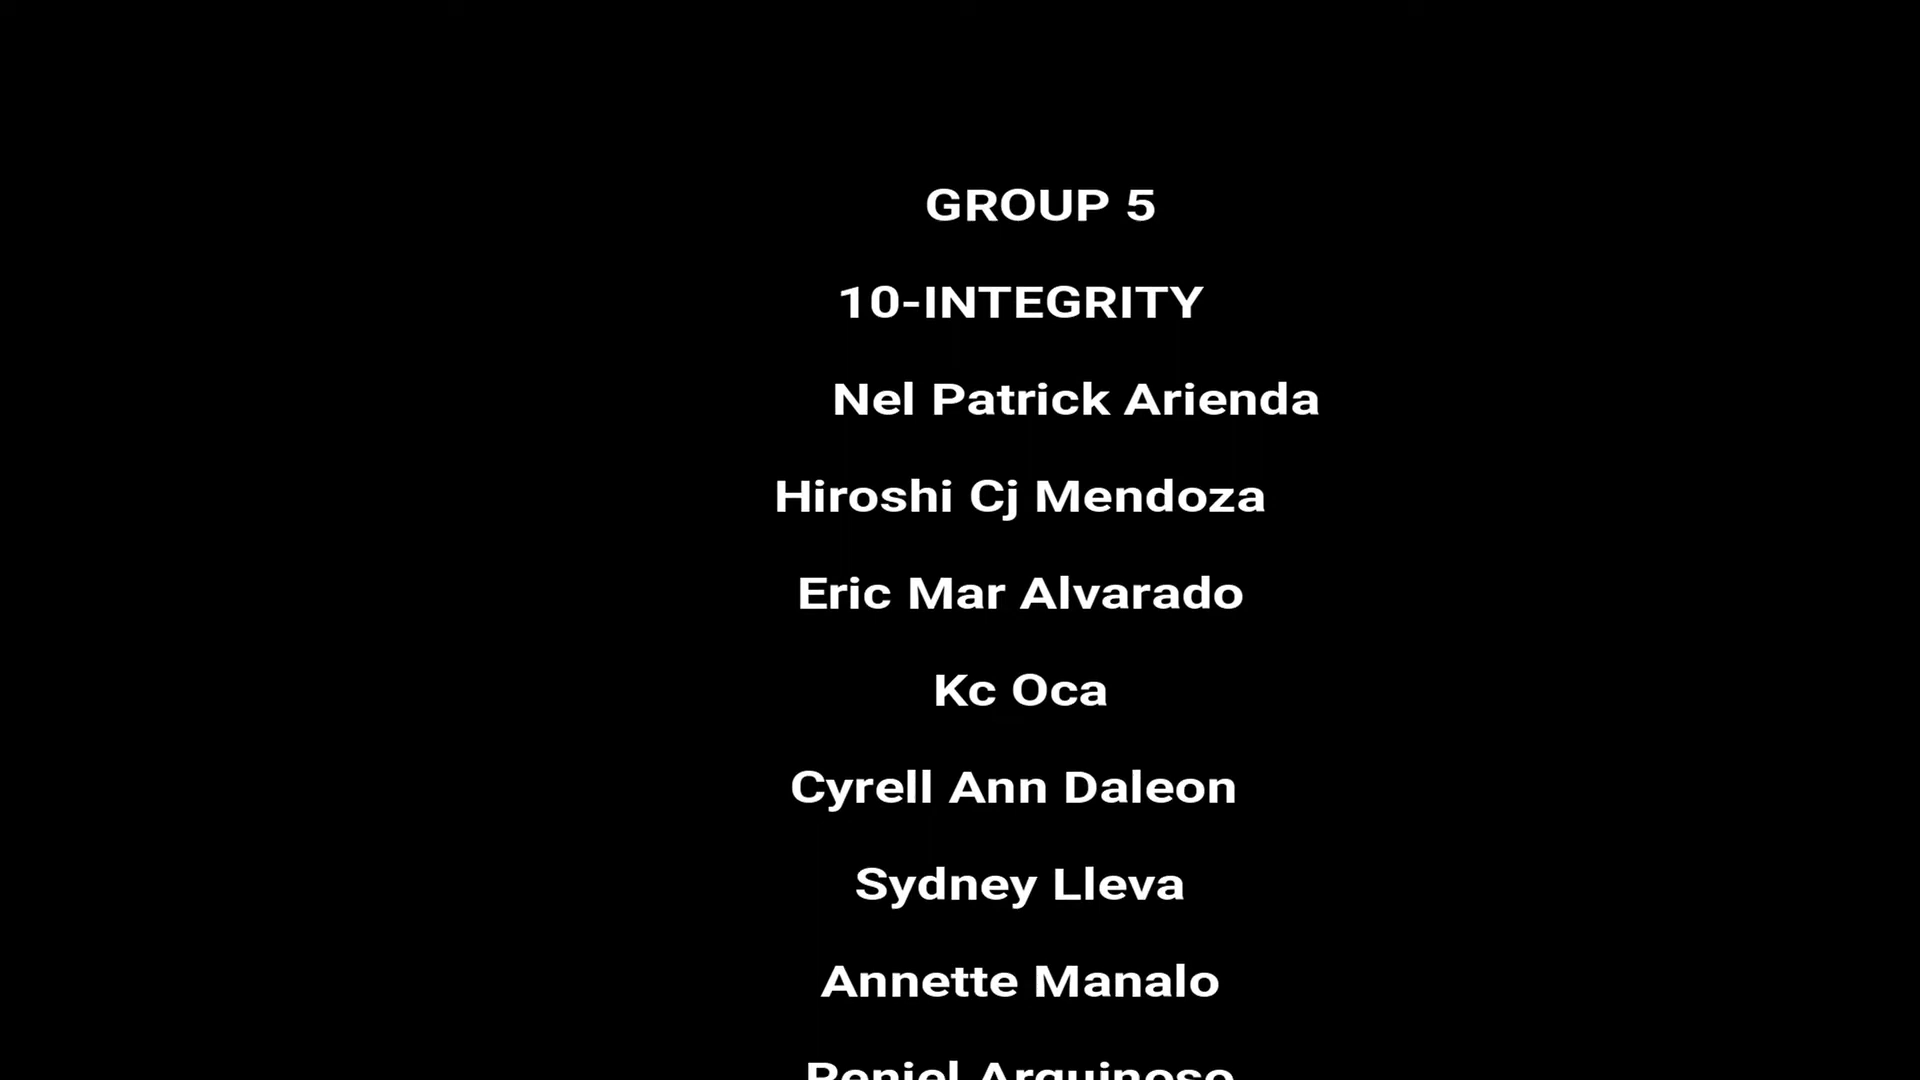 GROUP 5
10-INTEGRITY
Nel Patrick Arienda
Hiroshi Cj Mendoza
Eric Mar Alvarado
Kc Oca
Cyrell Ann Daleon
Sydney Lleva
Annette Manalo